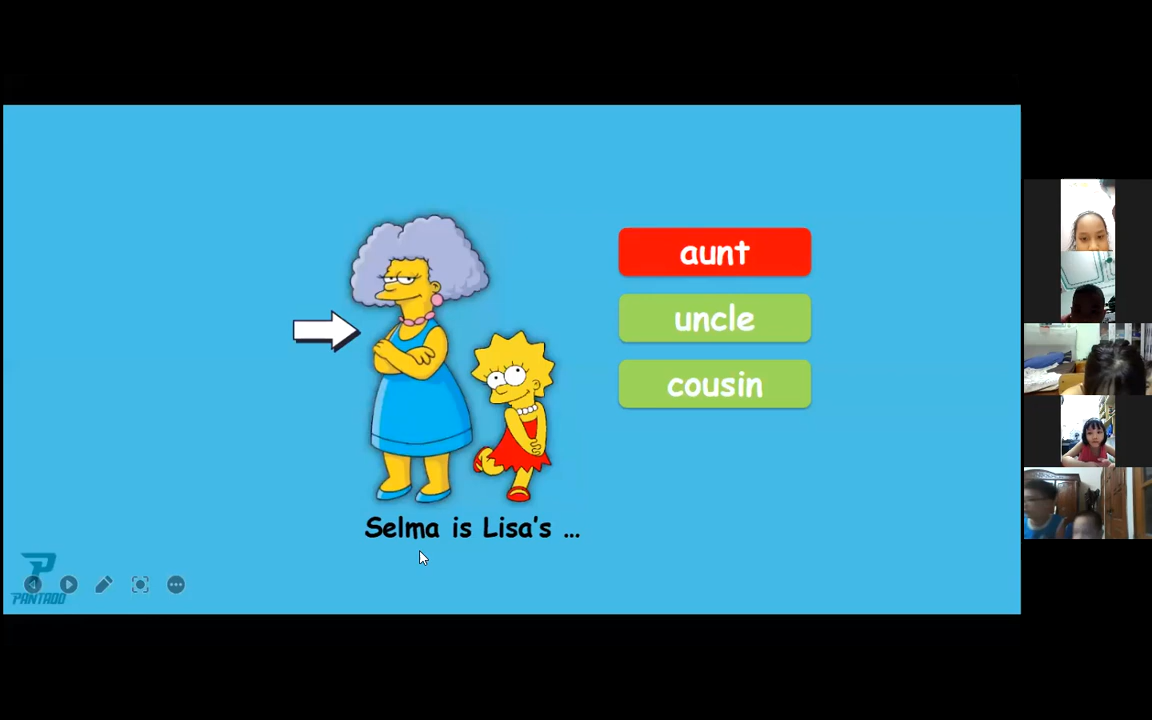 aunt
uncle
cousin
Selma is Lisa's ...
PANTADO